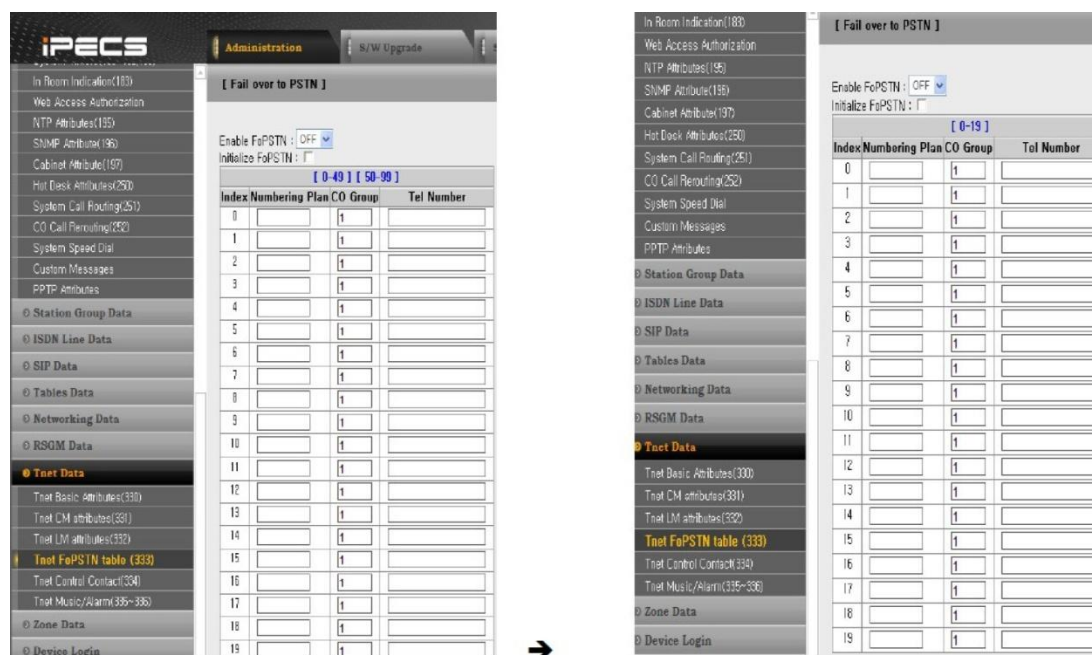 iPECS
Administration
S/W Upgrade
In Room Indication(183)
Web Access Authorization
NTP Attributes(195)
SNMP Attribute(196)
Cabinet Attribute(197)
Hot Desk Attributes(250)
System Call Routing(251)
CO Call Rerouting(252)
System Speed Dial
Custom Messages
PPTP Attributes
Station Group Data
ISDN Line Data
SIP Data
Tables Data
Networking Data
RSGM Data
Tnet Data
Tnet Basic Attributes(330)
Tnet CM attributes(331)
Tnet LM attributes(332)
Tnet FoPSTN table (333)
Tnet Control Contact(334)
Tnet Music/Alarm(335~336)
Zone Data
Device Login
[ Fail over to PSTN ]
Enable FoPSTN : OFF
Initialize FoPSTN :
[ 0-49 ] [ 50-99 ]
Index Numbering Plan CO Group Tel Number
0 1
1 1
2 1
3 1
4 1
5 1
6 1
7 1
8 1
9 1
10 1
11 1
12 1
13 1
14 1
15 1
16 1
17 1
18 1
19 1
➔
In Room Indication(183)
Web Access Authorization
NTP Attributes(195)
SNMP Attribute(196)
Cabinet Attribute(197)
Hot Desk Attributes(250)
System Call Routing(251)
CO Call Rerouting(252)
System Speed Dial
Custom Messages
PPTP Attributes
Station Group Data
ISDN Line Data
SIP Data
Tables Data
Networking Data
RSGM Data
Tnet Data
Tnet Basic Attributes(330)
Tnet CM attributes(331)
Tnet LM attributes(332)
Tnet FoPSTN table (333)
Tnet Control Contact(334)
Tnet Music/Alarm(335~336)
Zone Data
Device Login
[ Fail over to PSTN ]
Enable FoPSTN : OFF
Initialize FoPSTN :
[ 0-19 ]
Index Numbering Plan CO Group Tel Number
0 1
1 1
2 1
3 1
4 1
5 1
6 1
7 1
8 1
9 1
10 1
11 1
12 1
13 1
14 1
15 1
16 1
17 1
18 1
19 1